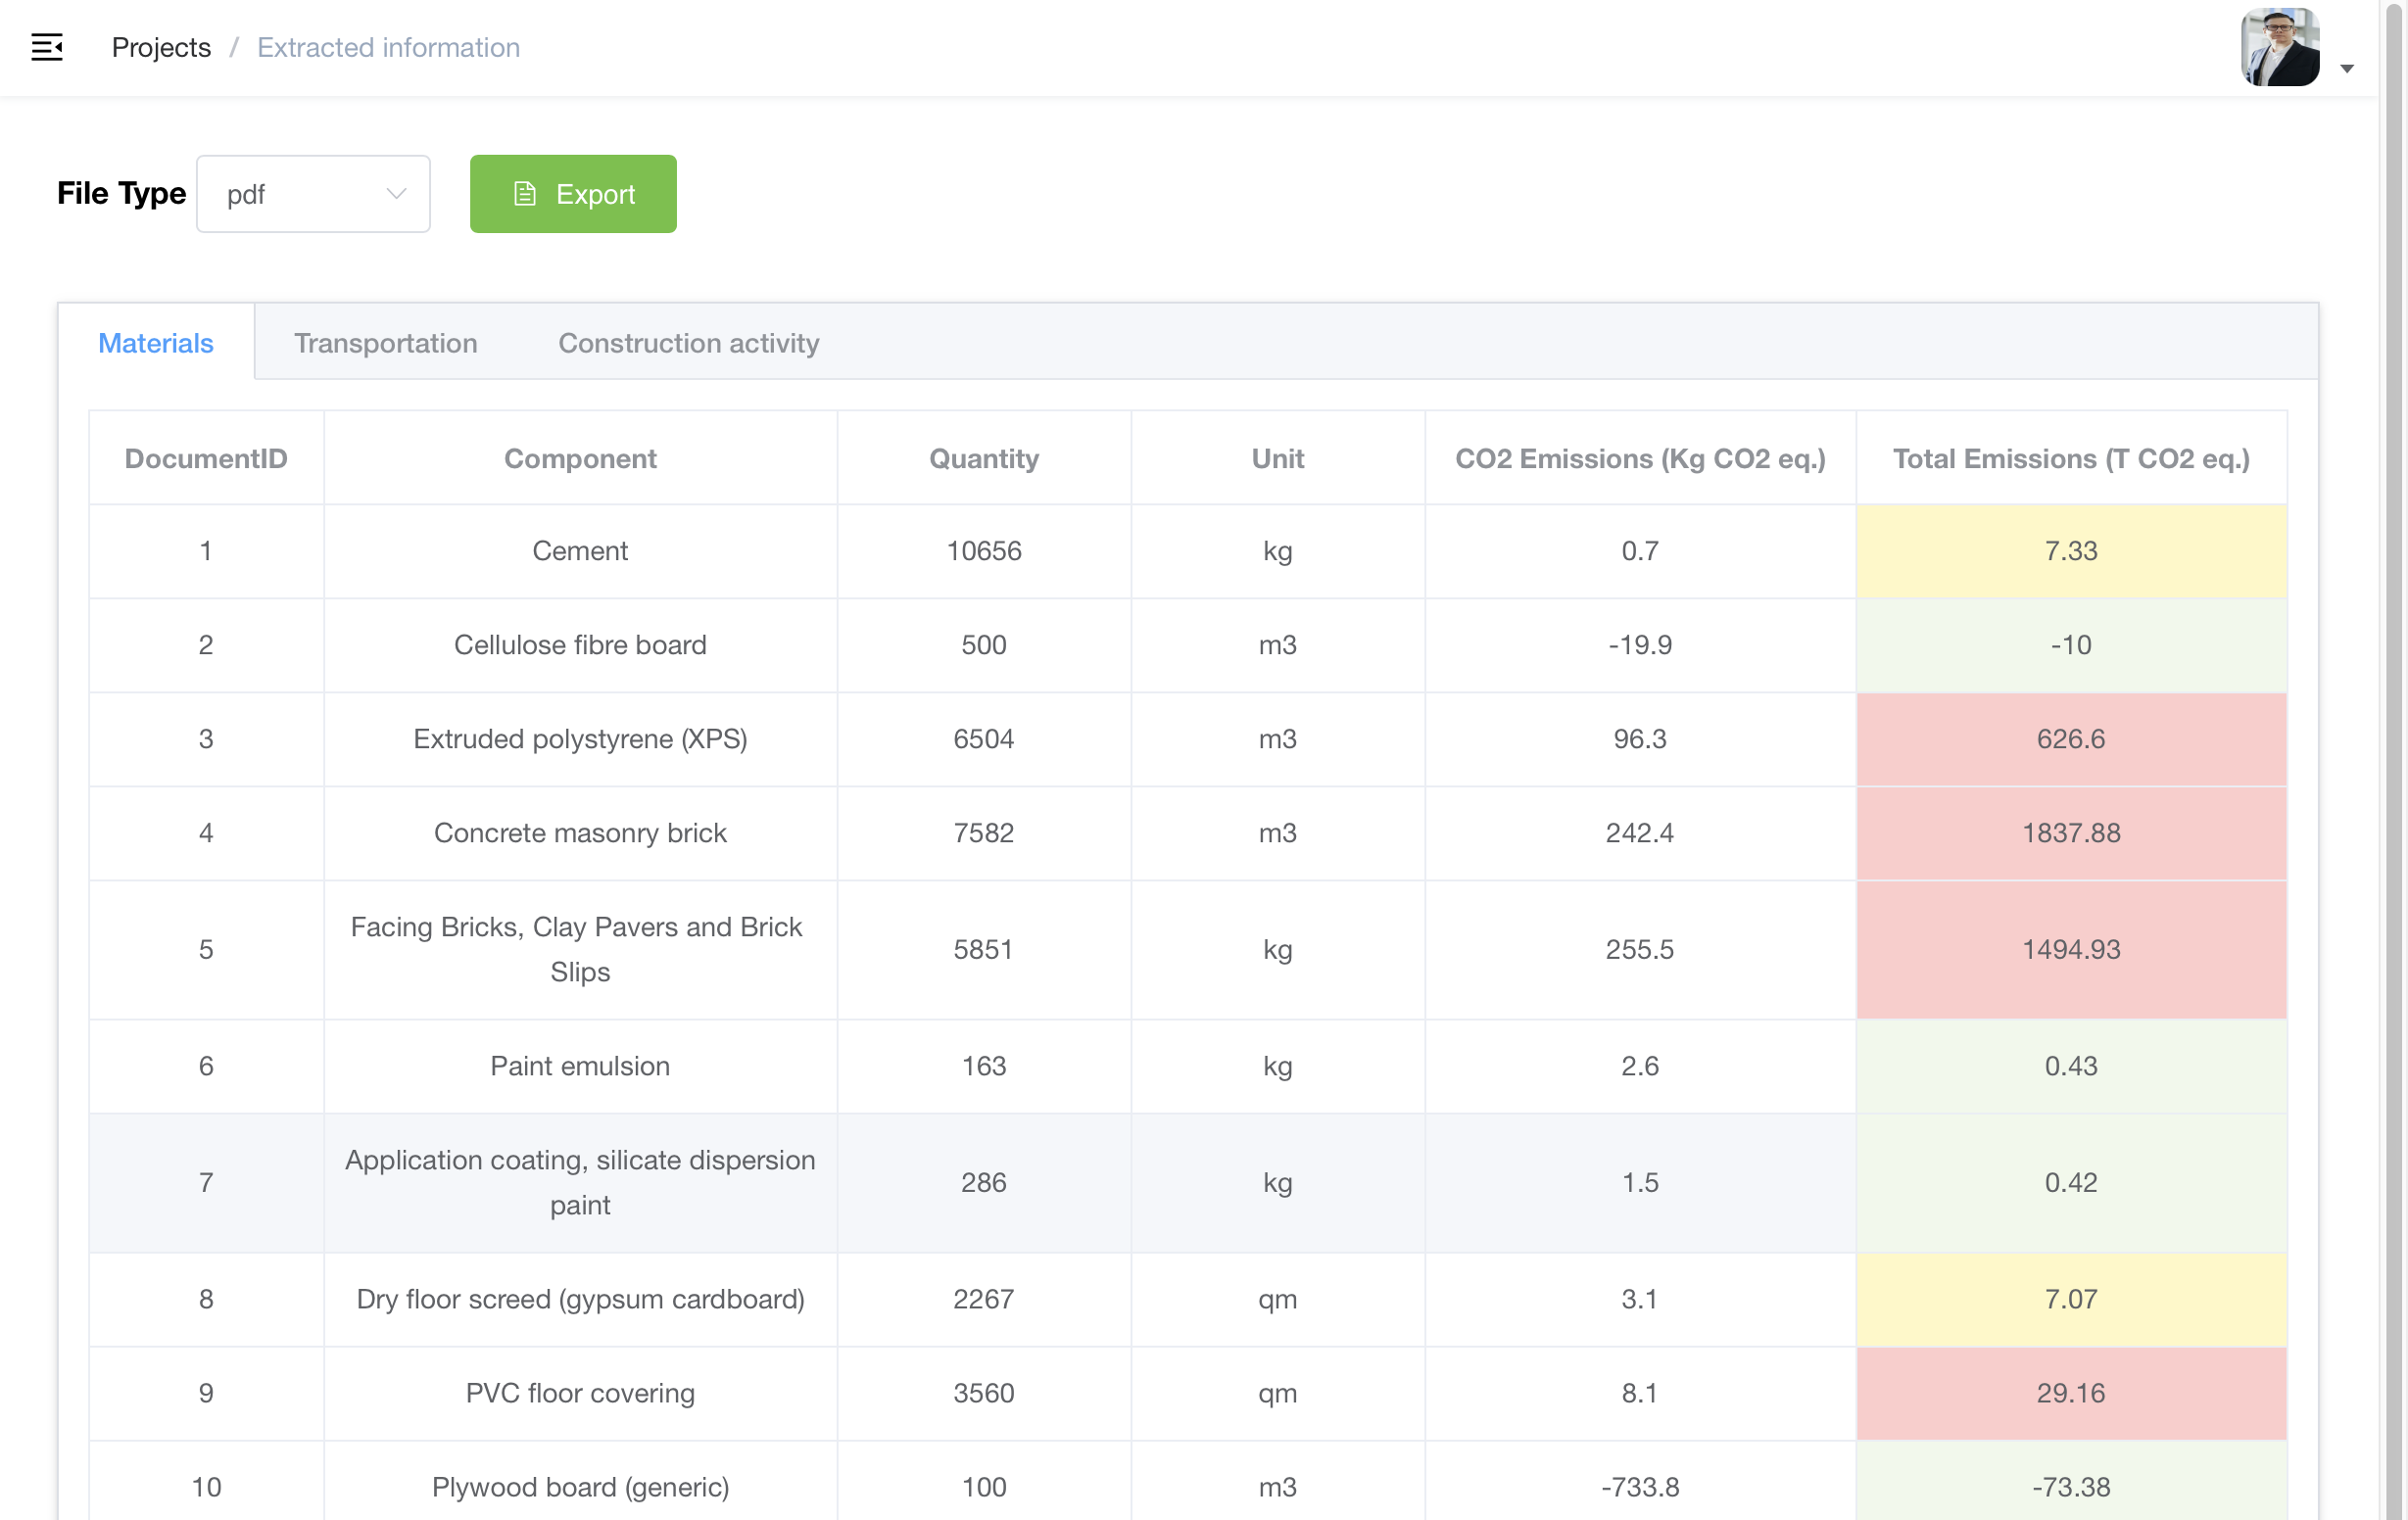 Projects / Extracted information
File Type pdf Export
Materials Transportation Construction activity
DocumentID Component Quantity Unit CO2 Emissions (Kg CO2 eq.) Total Emissions (T CO2 eq.)
1 Cement 10656 kg 0.7 7.33
2 Cellulose fibre board 500 m3 -19.9 -10
3 Extruded polystyrene (XPS) 6504 m3 96.3 626.6
4 Concrete masonry brick 7582 m3 242.4 1837.88
5 Facing Bricks, Clay Pavers and Brick
Slips 5851 kg 255.5 1494.93
6 Paint emulsion 163 kg 2.6 0.43
7 Application coating, silicate dispersion
paint 286 kg 1.5 0.42
8 Dry floor screed (gypsum cardboard) 2267 qm 3.1 7.07
9 PVC floor covering 3560 qm 8.1 29.16
10 Plywood board (generic) 100 m3 -733.8 -73.38